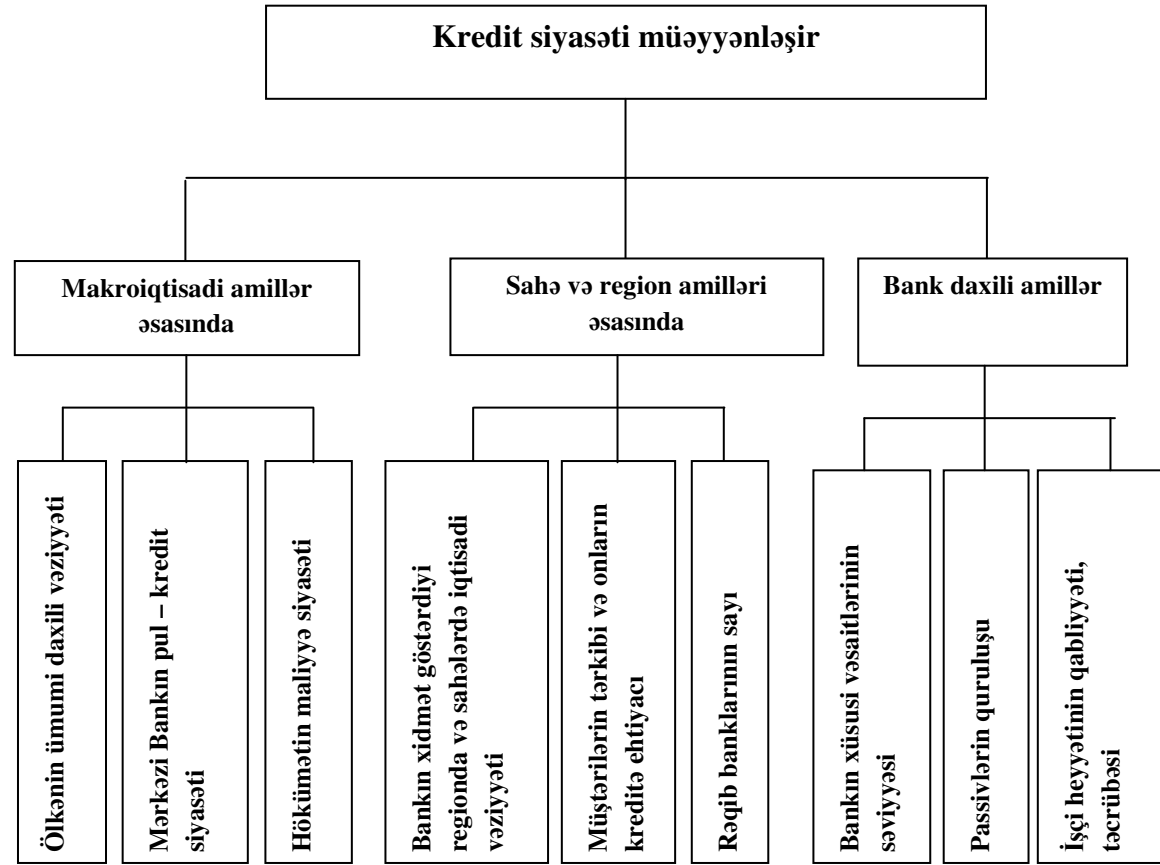 Kredit siyasəti müəyyənləşir
Makroiqtisadi amillər
əsasında
Sahə və region amilləri
əsasında
Bank daxili amillər
Ölkənin ümumi daxili vəziyyəti
Mərkəzi Bankın pul – kredit
siyasəti
Hökümətin maliyyə siyasəti
Bankın xidmət göstərdiyi
regionda və sahələrdə iqtisadi
vəziyyəti
Müştərilərin tərkibi və onların
kreditə ehtiyacı
Rəqib banklarının sayı
Bankın xüsusi vəsaitlərinin
səviyyəsi
Passivlərin quruluşu
İşçi heyyətinin qabliyyəti,
təcrübəsi